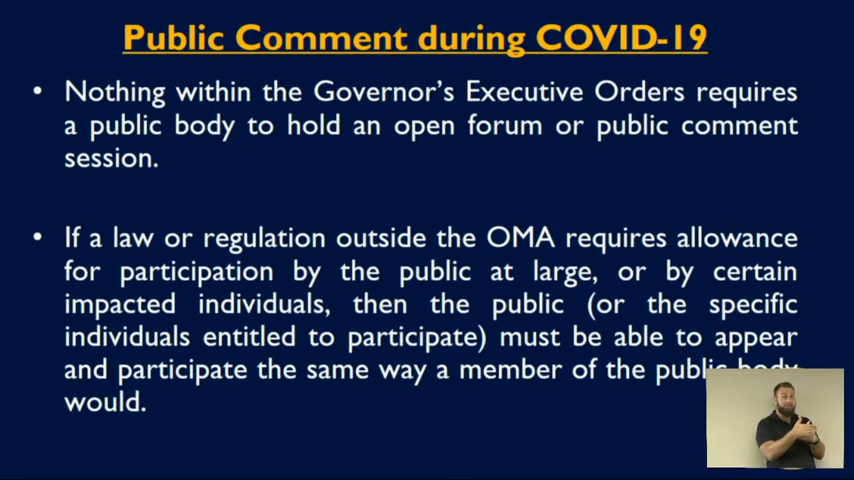 Public Comment during COVID-19
• Nothing within the Governor's Executive Orders requires
a public body to hold an open forum or public comment
session.
• If a law or regulation outside the OMA requires allowance
for participation by the public at large, or by certain
impacted individuals, then the public (or the specific
individuals entitled to participate) must be able to appear
and participate the same way a member of the public body
would.